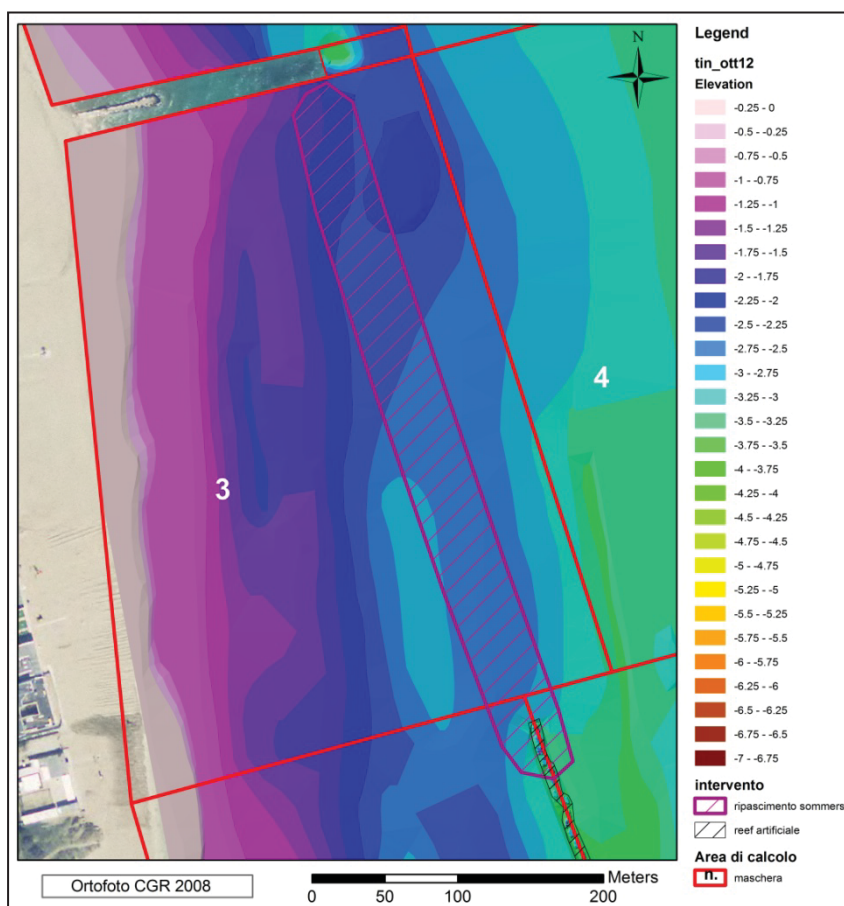 N
3
4
Ortofoto CGR 2008
0 50 100 200 Meters
Legend
tin_ott12
Elevation
-0.25 - 0
-0.5 - -0.25
-0.75 - -0.5
-1 - -0.75
-1.25 - -1
-1.5 - -1.25
-1.75 - -1.5
-2 - -1.75
-2.25 - -2
-2.5 - -2.25
-2.75 - -2.5
-3 - -2.75
-3.25 - -3
-3.5 - -3.25
-3.75 - -3.5
-4 - -3.75
-4.25 - -4
-4.5 - -4.25
-4.75 - -4.5
-5 - -4.75
-5.25 - -5
-5.5 - -5.25
-5.75 - -5.5
-6 - -5.75
-6.25 - -6
-6.5 - -6.25
-6.75 - -6.5
-7 - -6.75
intervento
ripascimento sommers
reef artificiale
Area di calcolo
n. maschera